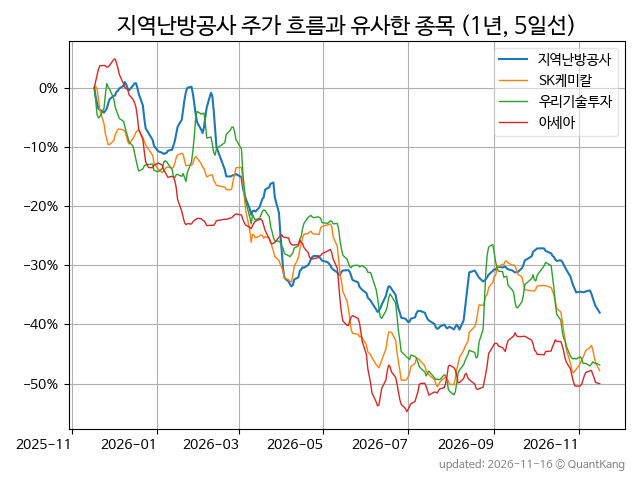 지역난방공사 주가 흐름과 유사한 종목 (1년, 5일선)
지역난방공사
SK케미칼
우리기술투자
아세아
0%
−10%
−20%
−30%
−40%
−50%
2025−11
2026−01
2026−03
2026−05
2026−07
2026−09
2026−11
updated: 2026-11-16 © QuantKang